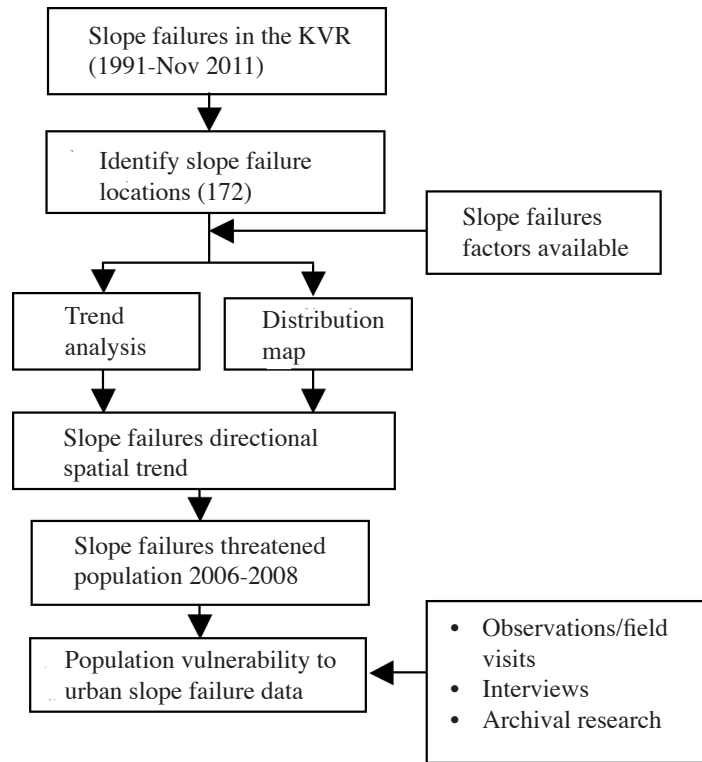 Slope failures in the KVR
(1991-Nov 2011)
Identify slope failure
locations (172)
Slope failures
factors available
Trend
analysis
Distribution
map
Slope failures directional
spatial trend
Slope failures threatened
population 2006-2008
Population vulnerability to
urban slope failure data
• Observations/field
visits
• Interviews
• Archival research